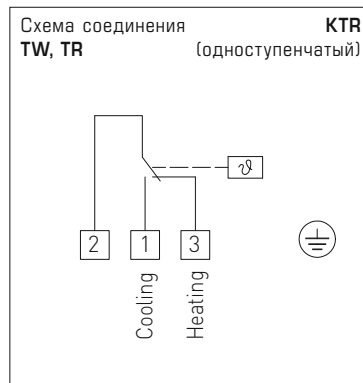 Схема соединения KTR
TW, TR (одноступенчатый)
ϑ
2 1 3
Cooling
Heating